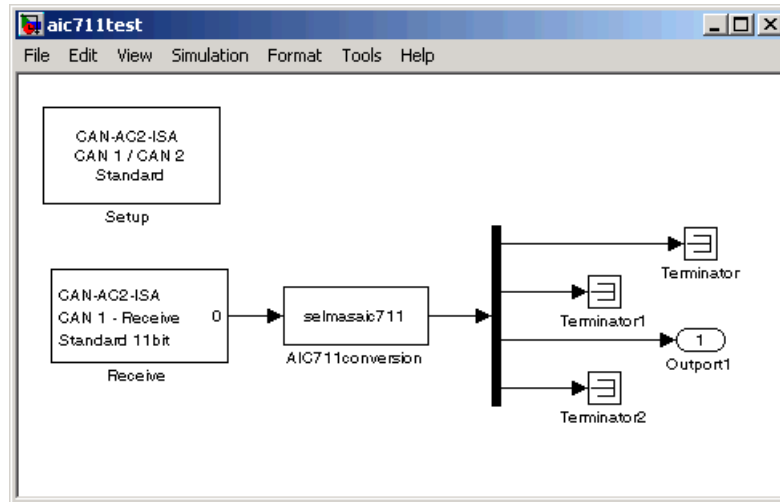 aic711test
File Edit View Simulation Format Tools Help
CAN-AC2-ISA
CAN 1 / CAN 2
Standard
Setup
CAN-AC2-ISA
CAN 1 - Receive
Standard 11bit
0
Receive
selmasaic711
AIC711conversion
Terminator
Terminator1
1
Outport1
Terminator2